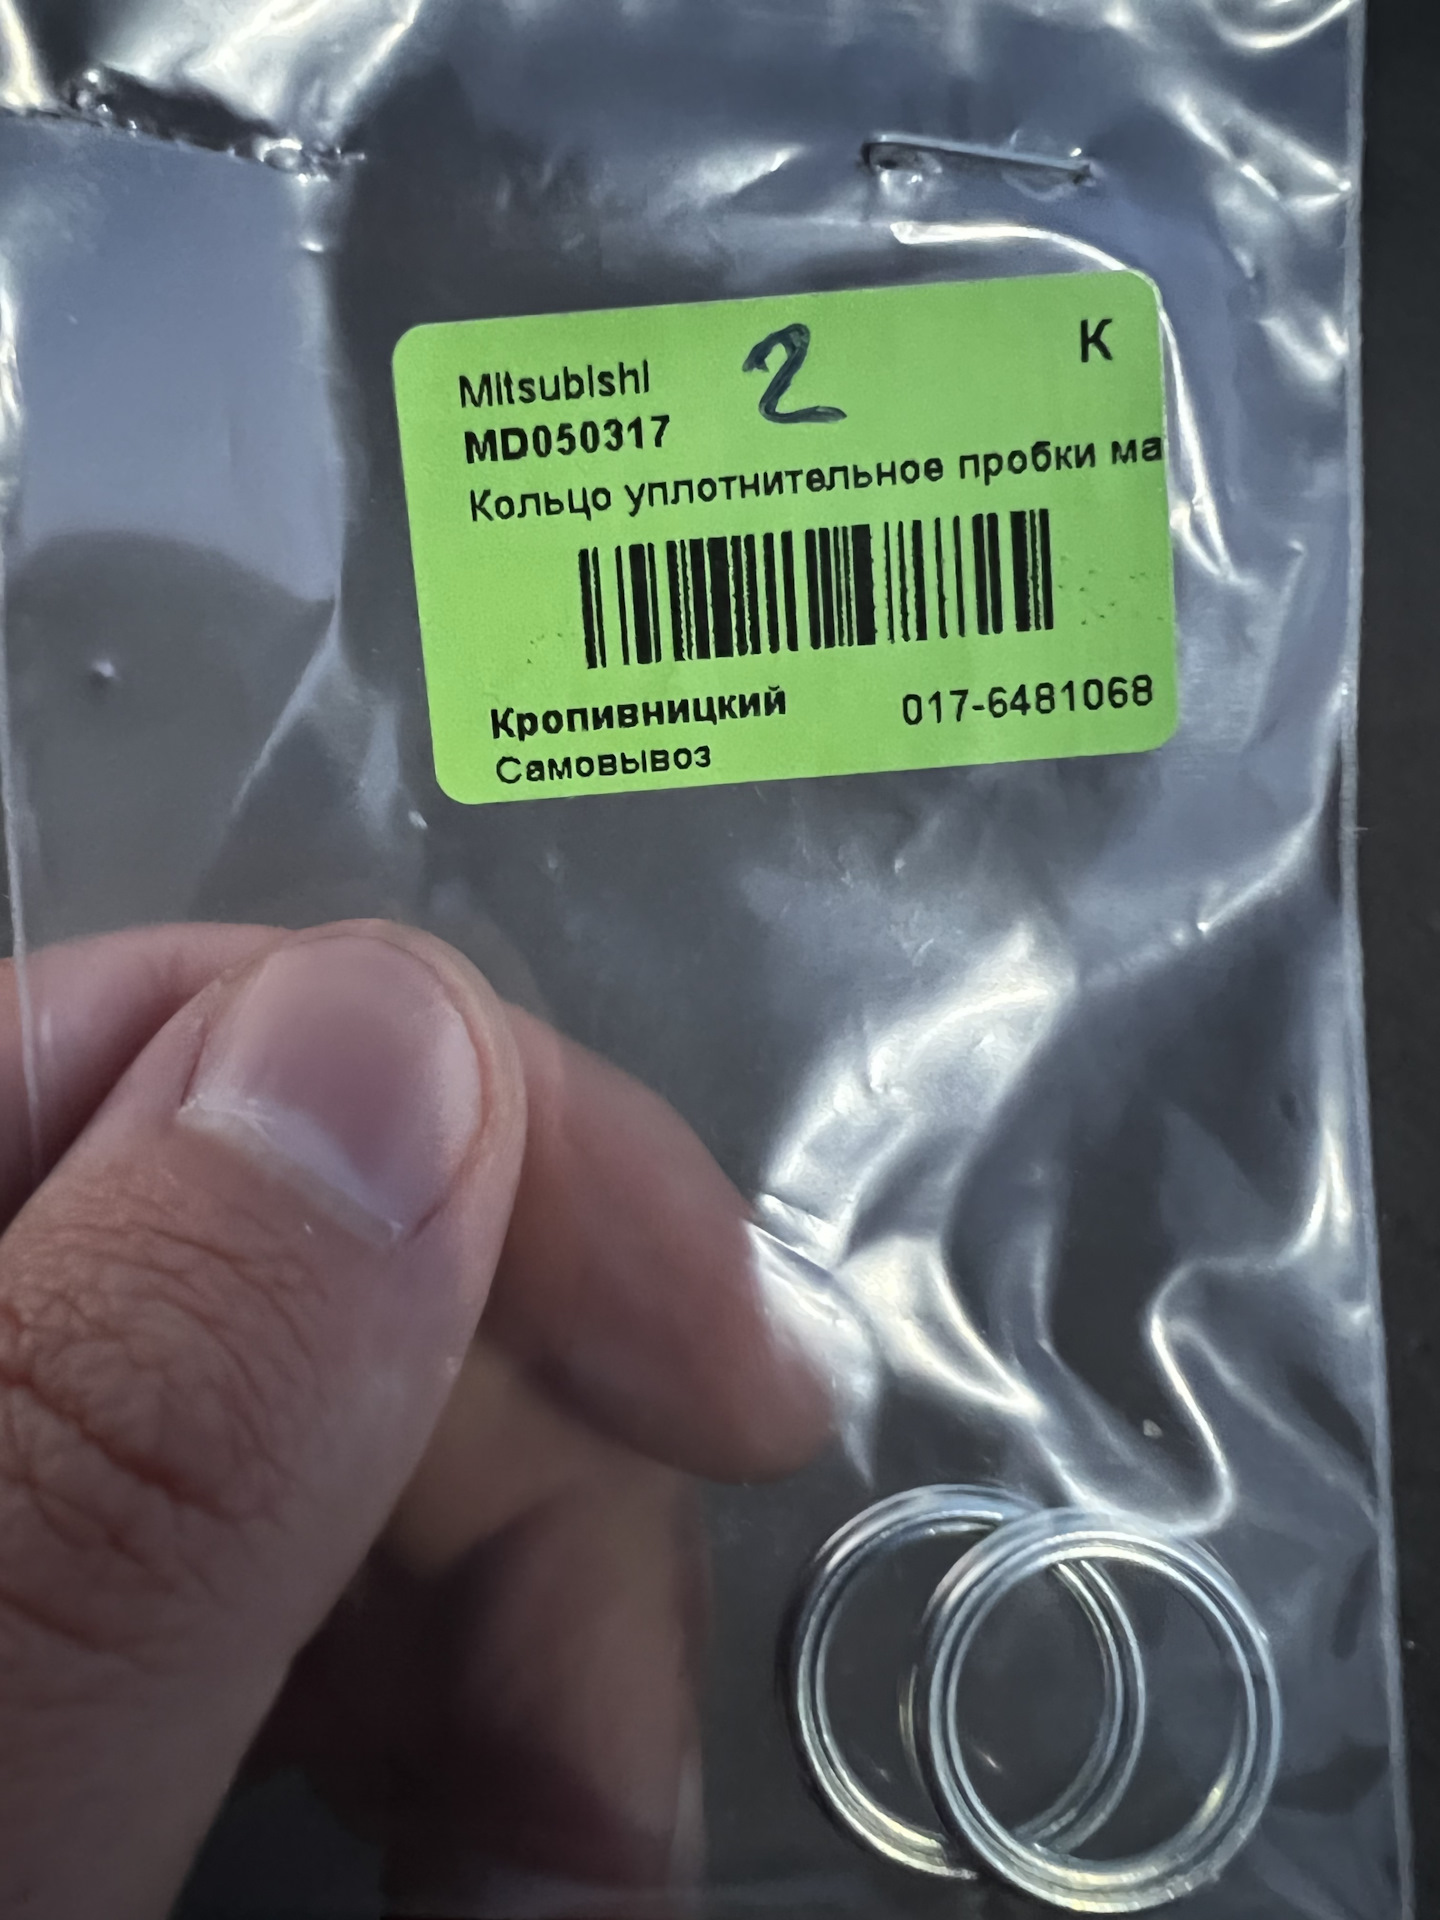 Mitsubishi 2 K
MD050317
Кольцо уплотнительное пробки ма
Кропивницкий 017-6481068
Самовывоз